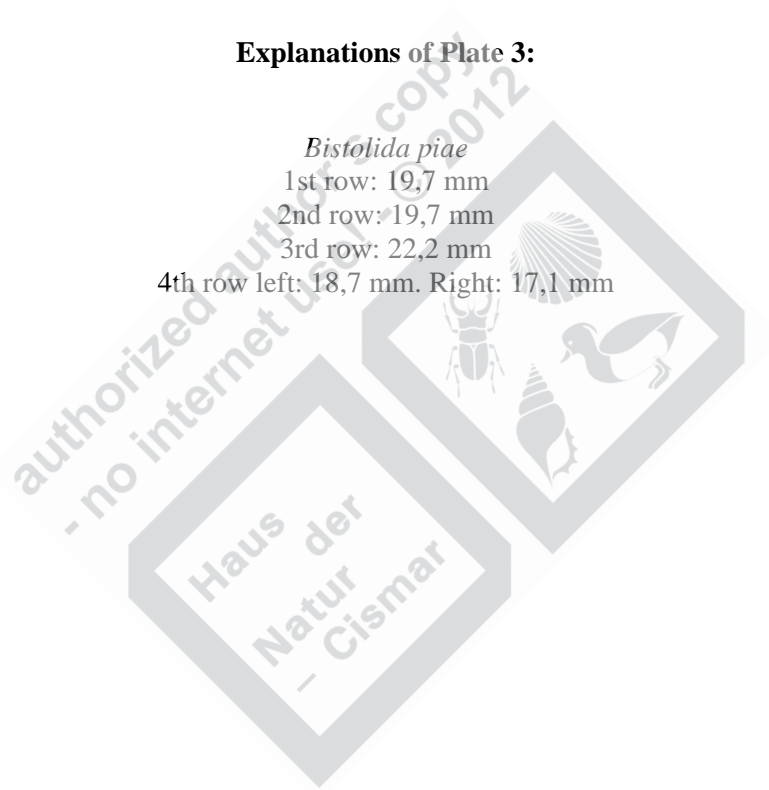 Explanations of Plate 3:
Bistolida piae
1st row: 19,7 mm
2nd row: 19,7 mm
3rd row: 22,2 mm
4th row left: 18,7 mm. Right: 17,1 mm
authorized author's copy
- no internet use! - © 2012
Haus der
Natur
– Cismar